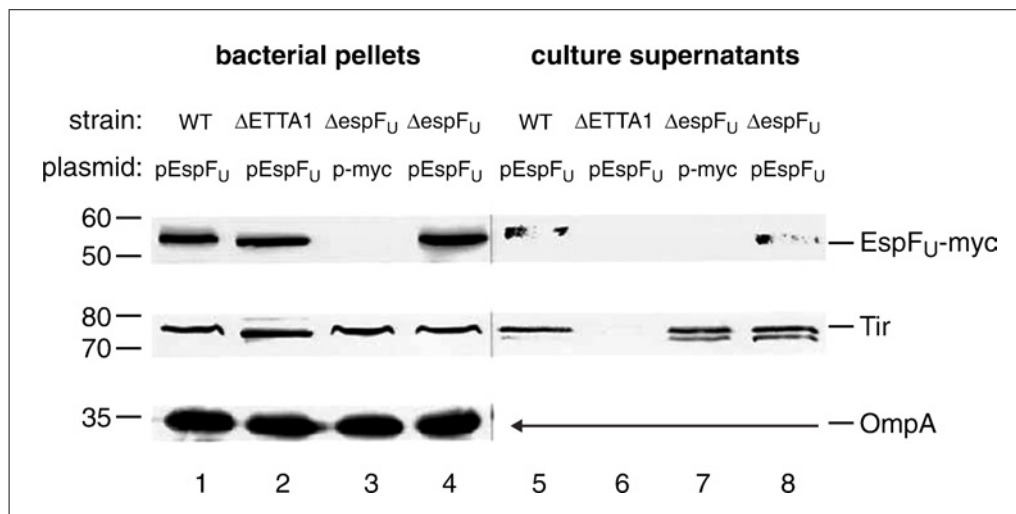 bacterial pellets culture supernatants
strain: WT ΔETTA1 ΔespFU ΔespFU WT ΔETTA1 ΔespFU ΔespFU
plasmid: pEspFU pEspFU p-myc pEspFU pEspFU pEspFU p-myc pEspFU
60
50
EspFU-myc
80
70
Tir
35
OmpA
1 2 3 4 5 6 7 8